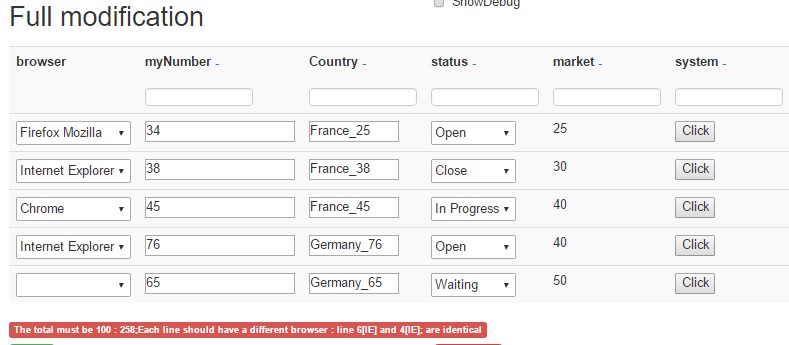 ShowDebug
Full modification
browser myNumber - Country - status - market - system -
Firefox Mozilla 34 France_25 Open 25 Click
Internet Explorer 38 France_38 Close 30 Click
Chrome 45 France_45 In Progress 40 Click
Internet Explorer 76 Germany_76 Open 40 Click
65 Germany_65 Waiting 50 Click
The total must be 100 : 258;Each line should have a different browser : line 6[IE] and 4[IE]; are identical